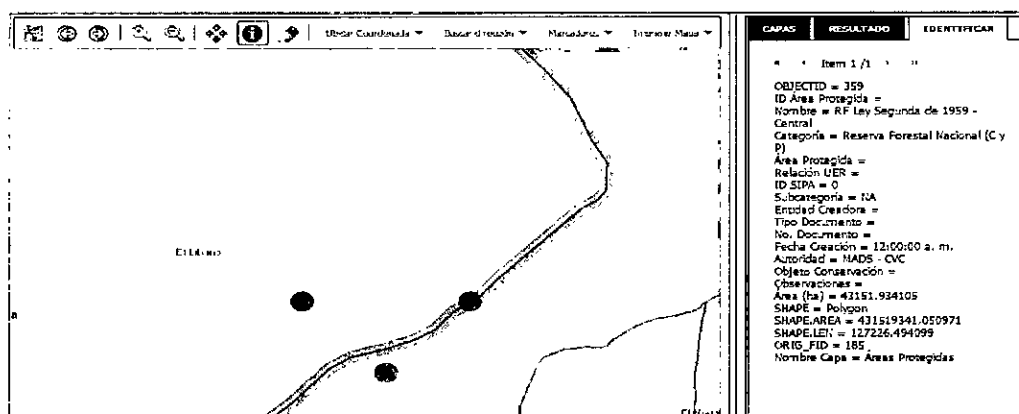 Ubicar Coordenada Buscar dirección Marcadores Imprimir Mapa
CAPAS RESULTADO IDENTIFICAR
Item 1 /1
OBJECTID = 359
ID Área Protegida =
Nombre = RF Ley Segunda de 1959 -
Central
Categoría = Reserva Forestal Nacional (C y
P)
Área Protegida =
Relación UER =
ID SIPA = 0
Subcategoría = NA
Entidad Creadora =
Tipo Documento =
No. Documento =
Fecha Creación = 12:00:00 a. m.
Autoridad = MADS - CVC
Objeto Conservación =
Observaciones =
Área (ha) = 43151.934105
SHAPE = Polygon
SHAPE.AREA = 431519341.050971
SHAPE.LEN = 127226.494099
ORIG_FID = 185
Nombre Capa = Áreas Protegidas